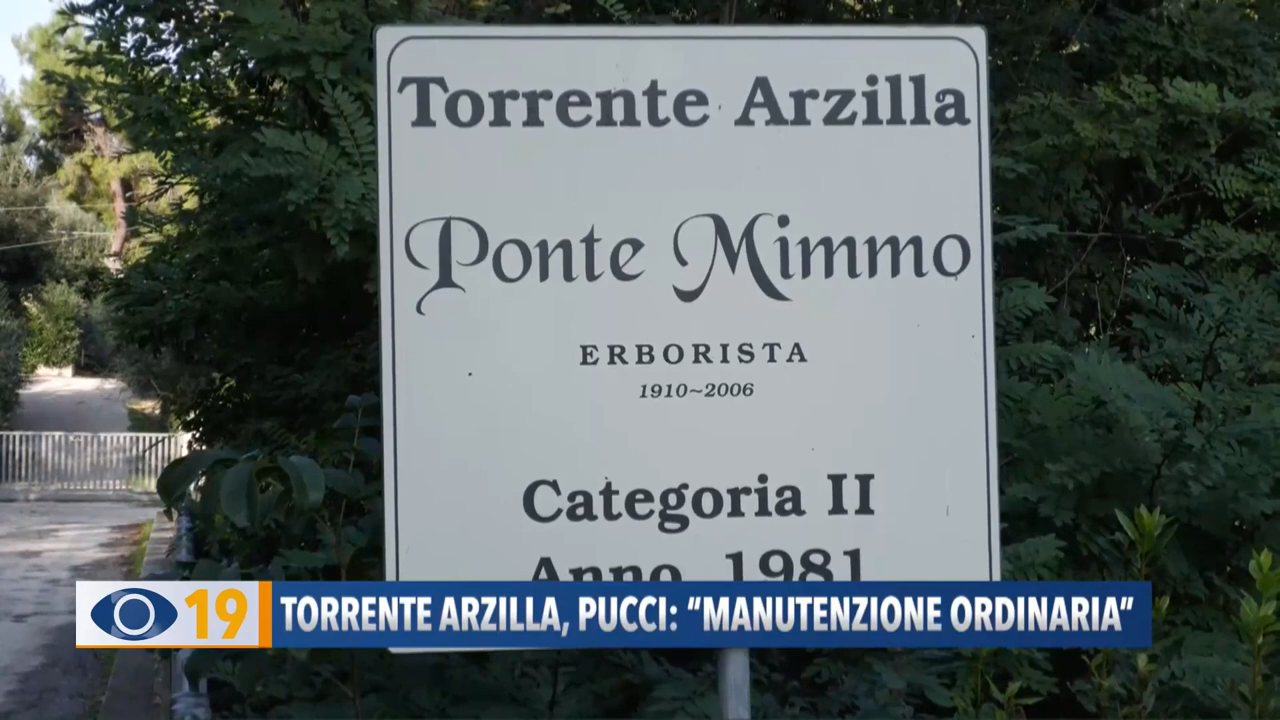 Torrente Arzilla
Ponte Mimmo
ERBORISTA
1910~2006
Categoria II
Anno 1981
19
TORRENTE ARZILLA, PUCCI: “MANUTENZIONE ORDINARIA”